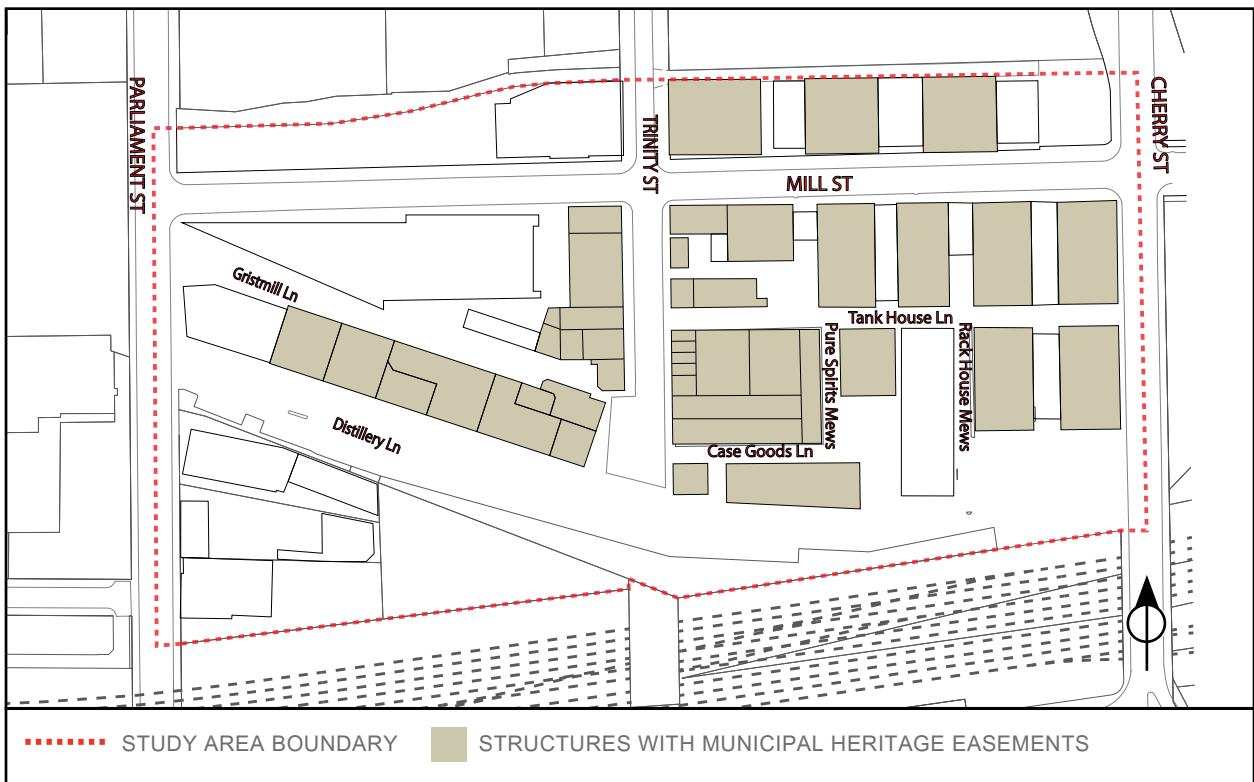 PARLIAMENT ST
TRINITY ST
CHERRY ST
MILL ST
Gristmill Ln
Tank House Ln
Pure Spirits Mews
Rack House Mews
Distillery Ln
Case Goods Ln
STUDY AREA BOUNDARY
STRUCTURES WITH MUNICIPAL HERITAGE EASEMENTS